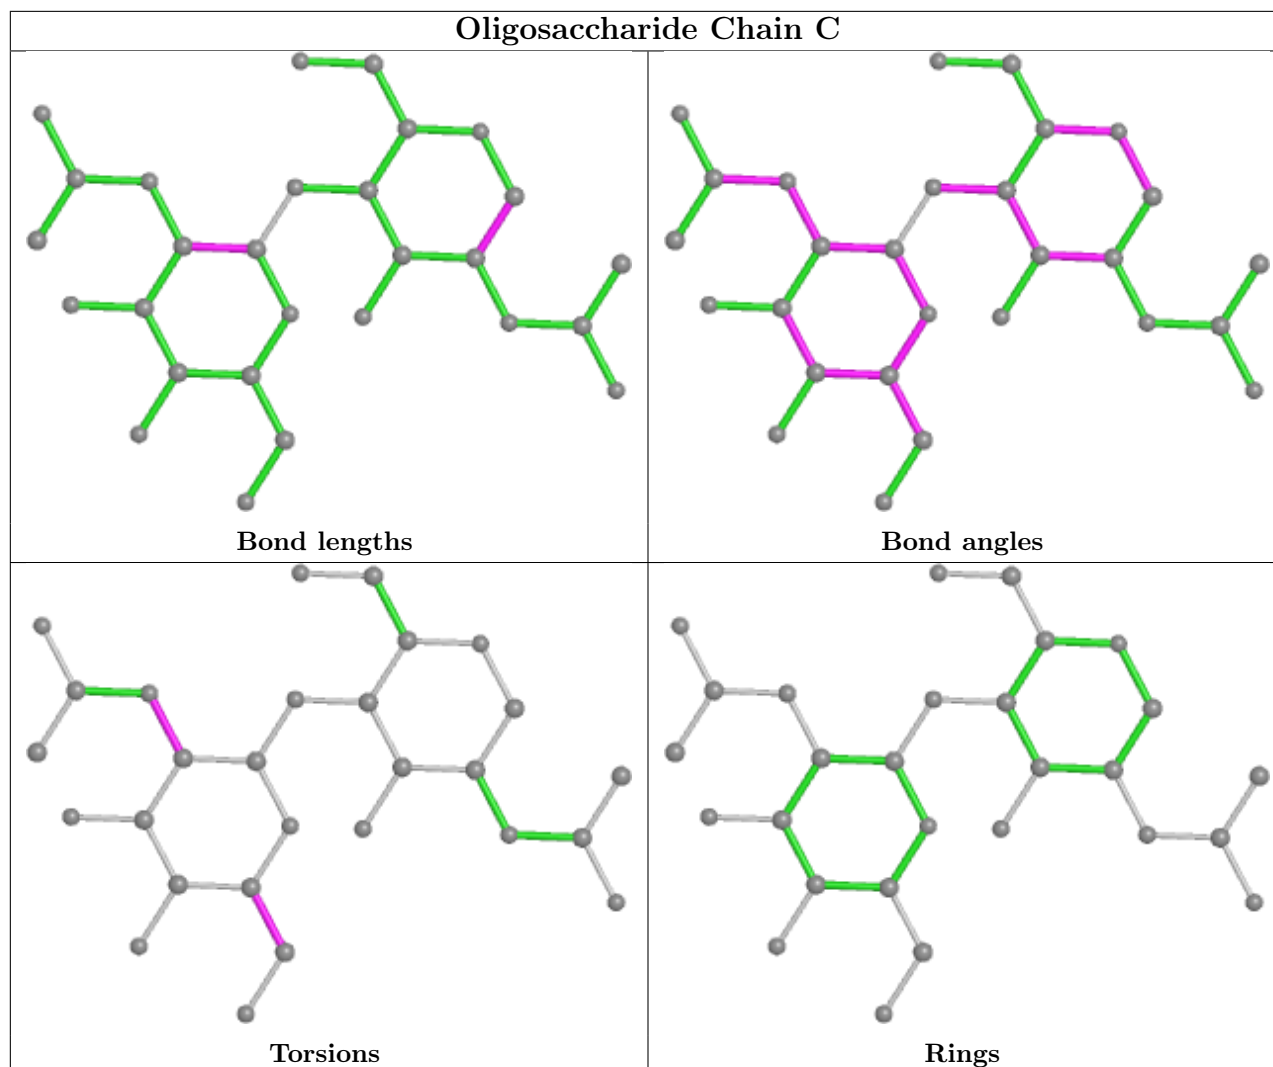 Oligosaccharide Chain C
Bond lengths
Bond angles
Torsions
Rings